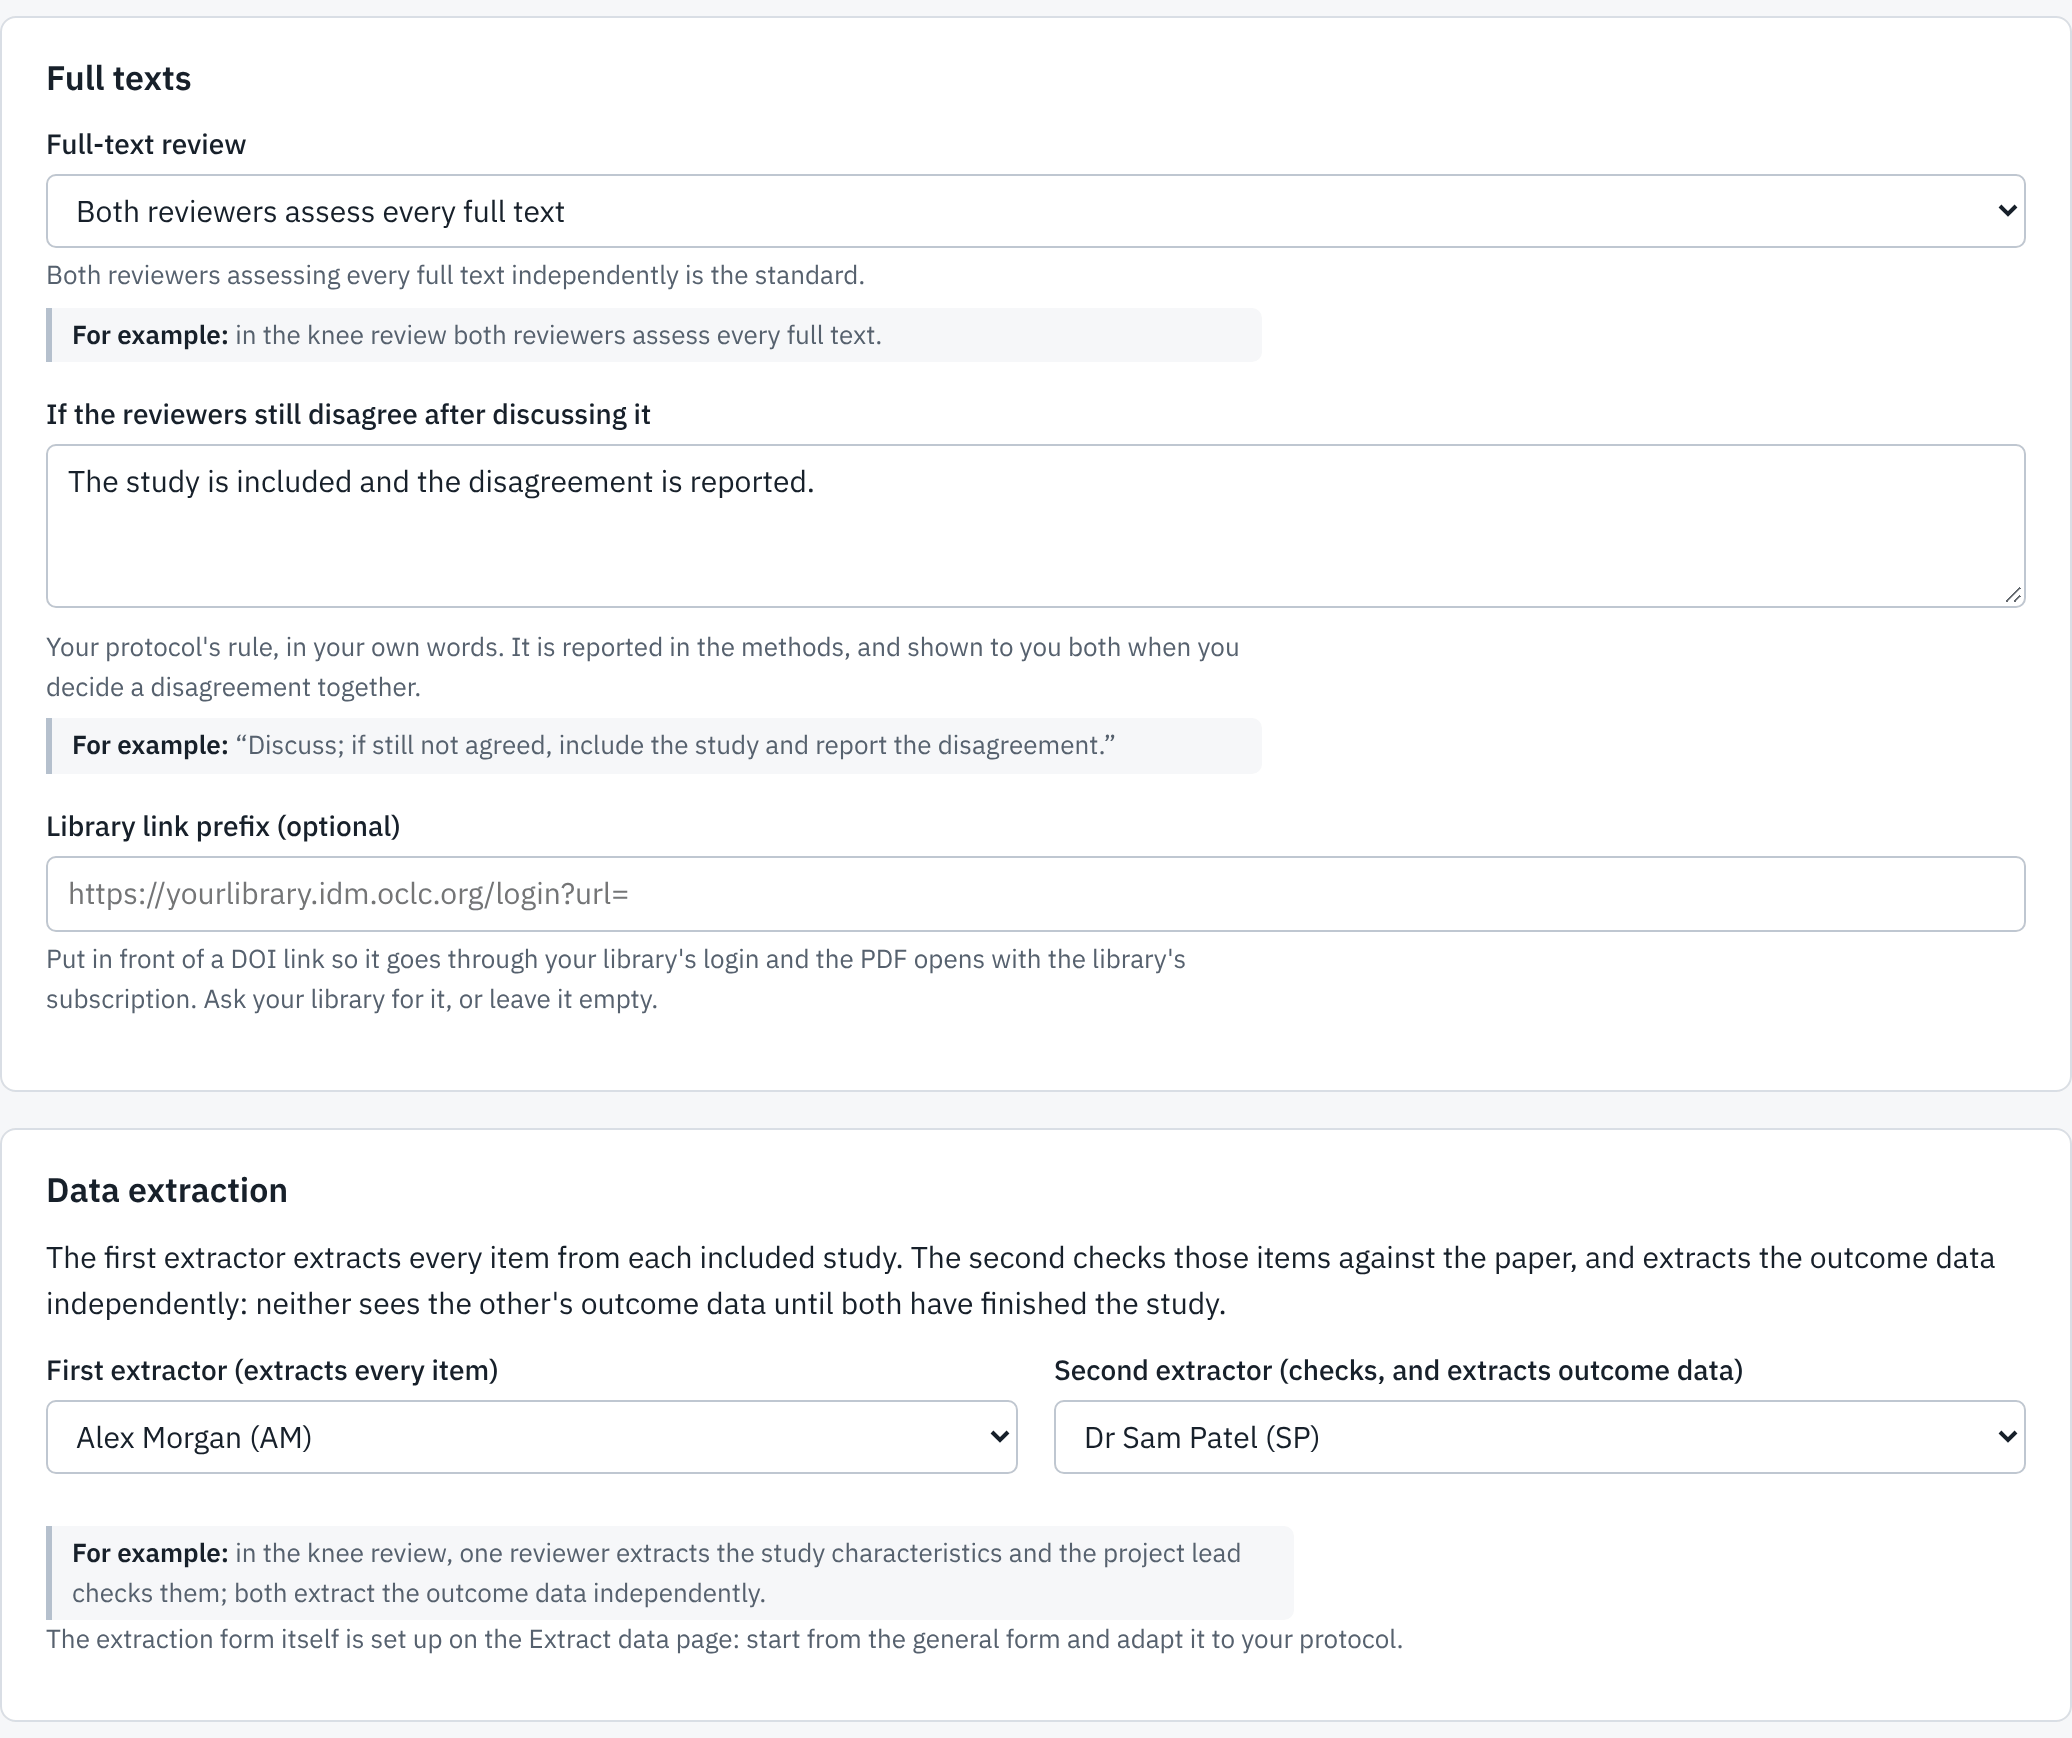 Full texts
Full-text review
Both reviewers assess every full text
Both reviewers assessing every full text independently is the standard.
For example: in the knee review both reviewers assess every full text.
If the reviewers still disagree after discussing it
The study is included and the disagreement is reported.
Your protocol's rule, in your own words. It is reported in the methods, and shown to you both when you
decide a disagreement together.
For example: “Discuss; if still not agreed, include the study and report the disagreement.”
Library link prefix (optional)
https://yourlibrary.idm.oclc.org/login?url=
Put in front of a DOI link so it goes through your library's login and the PDF opens with the library's
subscription. Ask your library for it, or leave it empty.
Data extraction
The first extractor extracts every item from each included study. The second checks those items against the paper, and extracts the outcome data
independently: neither sees the other's outcome data until both have finished the study.
First extractor (extracts every item)
Alex Morgan (AM)
Second extractor (checks, and extracts outcome data)
Dr Sam Patel (SP)
For example: in the knee review, one reviewer extracts the study characteristics and the project lead
checks them; both extract the outcome data independently.
The extraction form itself is set up on the Extract data page: start from the general form and adapt it to your protocol.